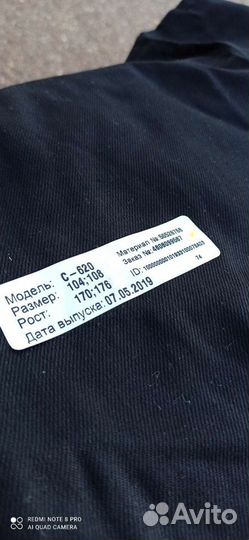 Модель: С-620
Размер: 104;108
Рост: 170;176
Дата выпуска: 07.05.2019
Материал №
Заказ №
ID:
74
REDMI NOTE 8 PRO
AI QUAD CAMERA
Avito